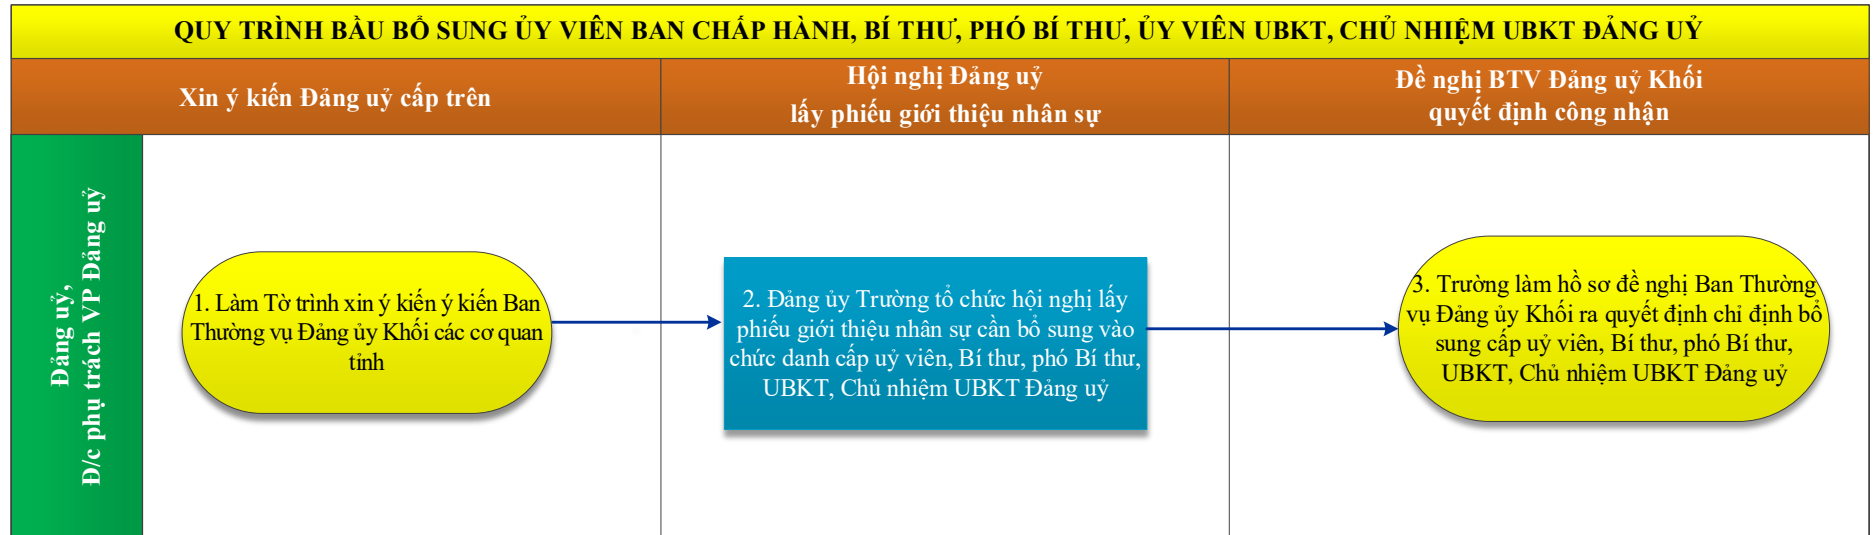 QUY TRÌNH BẦU BỔ SUNG ỦY VIÊN BAN CHẤP HÀNH, BÍ THƯ, PHÓ BÍ THƯ, ỦY VIÊN UBKT, CHỦ NHIỆM UBKT ĐẢNG UỶ
Xin ý kiến Đảng uỷ cấp trên
Hội nghị Đảng uỷ
lấy phiếu giới thiệu nhân sự
Đề nghị BTV Đảng uỷ Khối
quyết định công nhận
Đảng uỷ,
Đ/c phụ trách VP Đảng uỷ
1. Làm Tờ trình xin ý kiến ý kiến Ban
Thường vụ Đảng ủy Khối các cơ quan
tỉnh
2. Đảng ủy Trường tổ chức hội nghị lấy
phiếu giới thiệu nhân sự cần bổ sung vào
chức danh cấp uỷ viên, Bí thư, phó Bí thư,
UBKT, Chủ nhiệm UBKT Đảng uỷ
3. Trường làm hồ sơ đề nghị Ban Thường
vụ Đảng ủy Khối ra quyết định chỉ định bổ
sung cấp uỷ viên, Bí thư, phó Bí thư,
UBKT, Chủ nhiệm UBKT Đảng uỷ